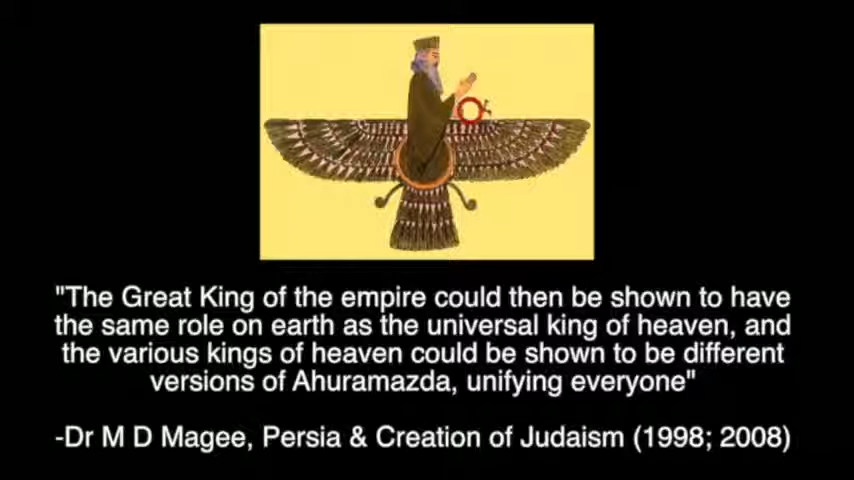 "The Great King of the empire could then be shown to have
the same role on earth as the universal king of heaven, and
the various kings of heaven could be shown to be different
versions of Ahuramazda, unifying everyone"
-Dr M D Magee, Persia & Creation of Judaism (1998; 2008)